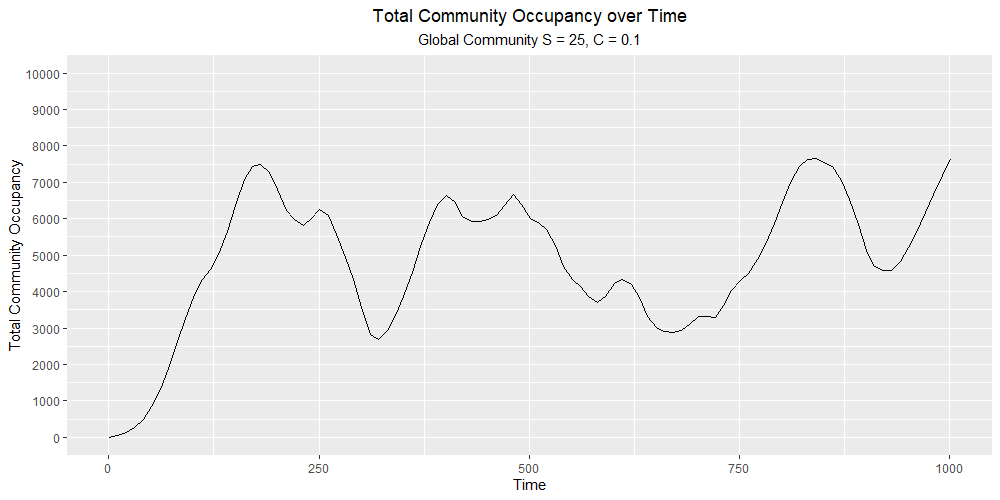 Total Community Occupancy over Time
Global Community S = 25, C = 0.1
Total Community Occupancy
10000
9000
8000
7000
6000
5000
4000
3000
2000
1000
0
0 250 500 750 1000
Time